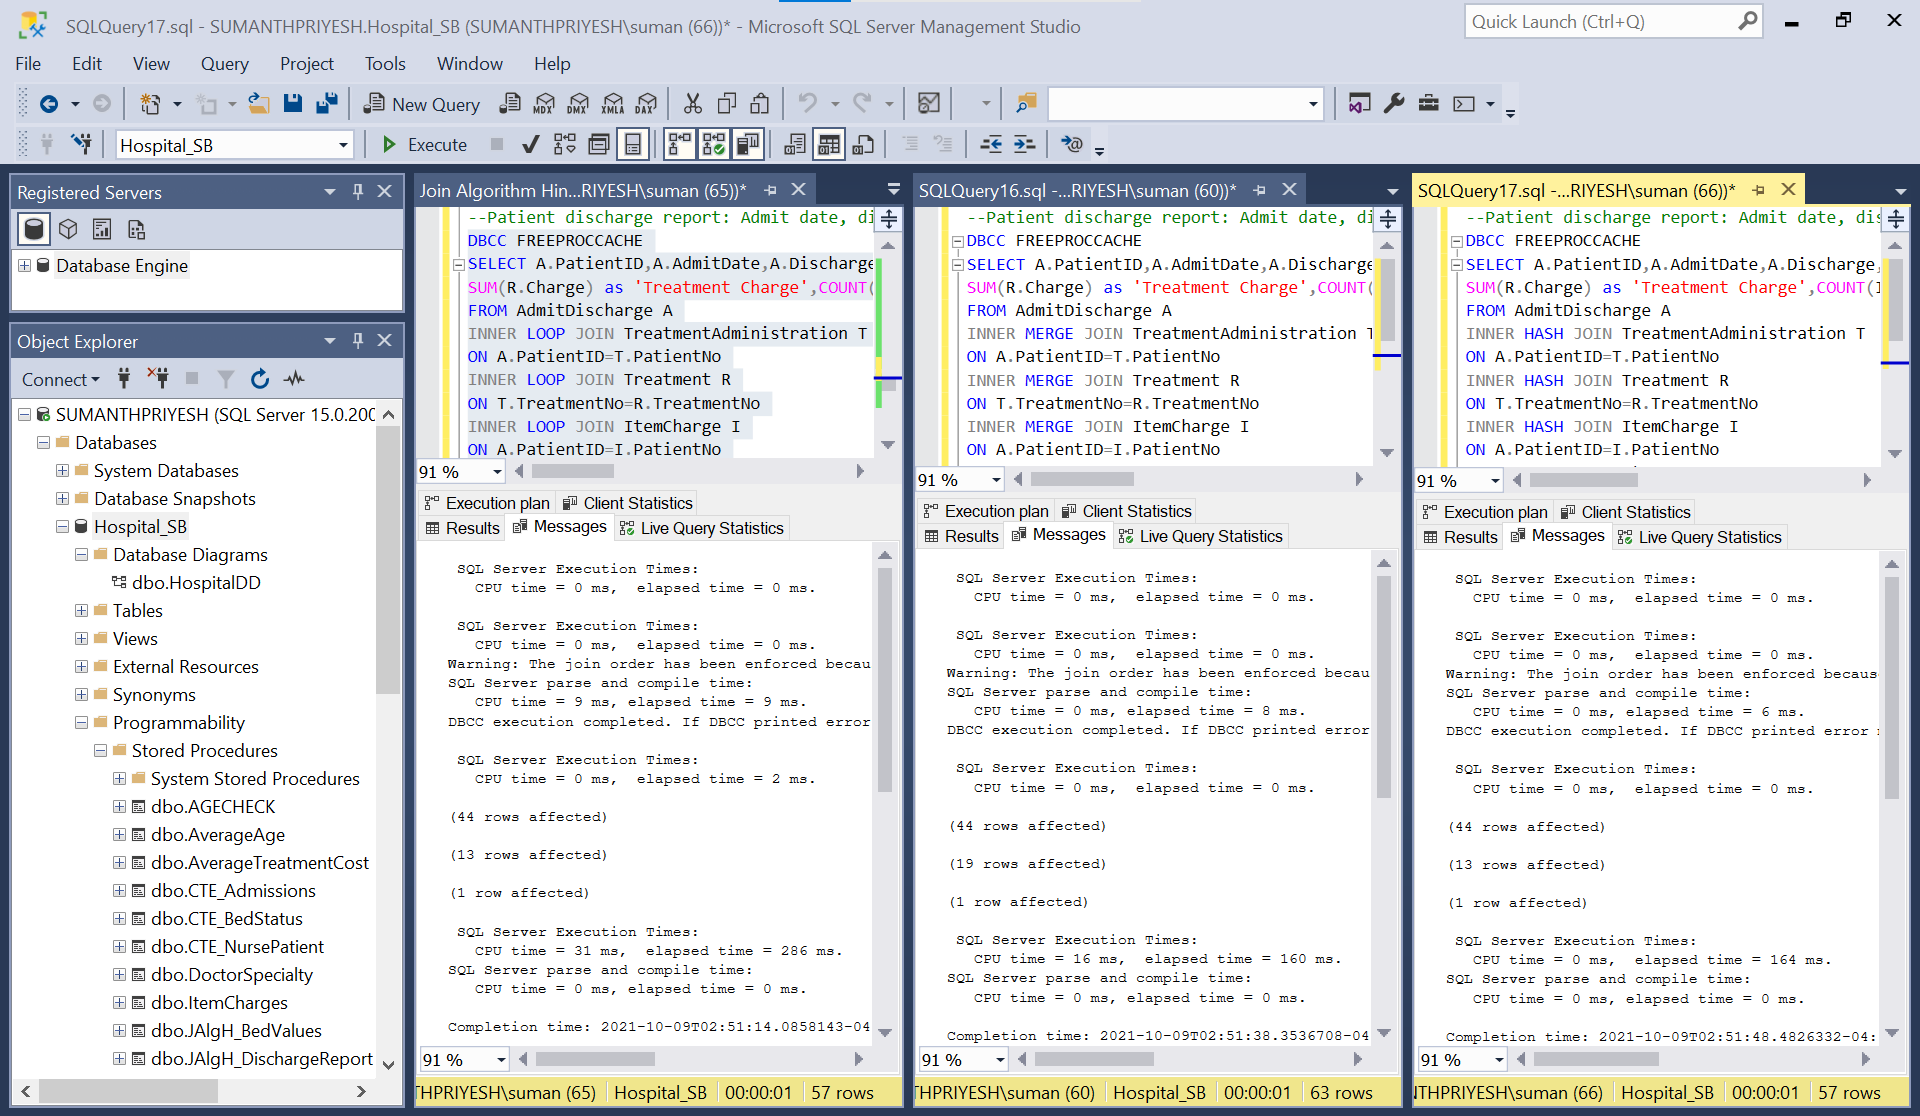 SQLQuery17.sql - SUMANTHPRIYESH.Hospital_SB (SUMANTHPRIYESH\suman (66))* - Microsoft SQL Server Management Studio
Quick Launch (Ctrl+Q)
File Edit View Query Project Tools Window Help
New Query MDX DMX XMLA DAX
Hospital_SB Execute
Registered Servers
Database Engine
Object Explorer
Connect
SUMANTHPRIYESH (SQL Server 15.0.200
Databases
System Databases
Database Snapshots
Hospital_SB
Database Diagrams
dbo.HospitalDD
Tables
Views
External Resources
Synonyms
Programmability
Stored Procedures
System Stored Procedures
dbo.AGECHECK
dbo.AverageAge
dbo.AverageTreatmentCost
dbo.CTE_Admissions
dbo.CTE_BedStatus
dbo.CTE_NursePatient
dbo.DoctorSpecialty
dbo.ItemCharges
dbo.JAlgH_BedValues
dbo.JAlgH_DischargeReport
Join Algorithm Hin...RIYESH\suman (65))*
--Patient discharge report: Admit date, di
DBCC FREEPROCCACHE
SELECT A.PatientID,A.AdmitDate,A.Discharge
SUM(R.Charge) as 'Treatment Charge',COUNT(
FROM AdmitDischarge A
INNER LOOP JOIN TreatmentAdministration T
ON A.PatientID=T.PatientNo
INNER LOOP JOIN Treatment R
ON T.TreatmentNo=R.TreatmentNo
INNER LOOP JOIN ItemCharge I
ON A.PatientID=I.PatientNo
91 %
Execution plan Client Statistics
Results Messages Live Query Statistics
SQL Server Execution Times:
CPU time = 0 ms, elapsed time = 0 ms.
SQL Server Execution Times:
CPU time = 0 ms, elapsed time = 0 ms.
Warning: The join order has been enforced becau
SQL Server parse and compile time:
CPU time = 9 ms, elapsed time = 9 ms.
DBCC execution completed. If DBCC printed error
SQL Server Execution Times:
CPU time = 0 ms, elapsed time = 2 ms.
(44 rows affected)
(13 rows affected)
(1 row affected)
SQL Server Execution Times:
CPU time = 31 ms, elapsed time = 286 ms.
SQL Server parse and compile time:
CPU time = 0 ms, elapsed time = 0 ms.
Completion time: 2021-10-09T02:51:14.0858143-04
91 %
THPRIYESH\suman (65) Hospital_SB 00:00:01 57 rows
SQLQuery16.sql -...RIYESH\suman (60))*
--Patient discharge report: Admit date, di
DBCC FREEPROCCACHE
SELECT A.PatientID,A.AdmitDate,A.Discharge
SUM(R.Charge) as 'Treatment Charge',COUNT(
FROM AdmitDischarge A
INNER MERGE JOIN TreatmentAdministration T
ON A.PatientID=T.PatientNo
INNER MERGE JOIN Treatment R
ON T.TreatmentNo=R.TreatmentNo
INNER MERGE JOIN ItemCharge I
ON A.PatientID=I.PatientNo
91 %
Execution plan Client Statistics
Results Messages Live Query Statistics
SQL Server Execution Times:
CPU time = 0 ms, elapsed time = 0 ms.
SQL Server Execution Times:
CPU time = 0 ms, elapsed time = 0 ms.
Warning: The join order has been enforced becau
SQL Server parse and compile time:
CPU time = 0 ms, elapsed time = 8 ms.
DBCC execution completed. If DBCC printed error
SQL Server Execution Times:
CPU time = 0 ms, elapsed time = 0 ms.
(44 rows affected)
(19 rows affected)
(1 row affected)
SQL Server Execution Times:
CPU time = 16 ms, elapsed time = 160 ms.
SQL Server parse and compile time:
CPU time = 0 ms, elapsed time = 0 ms.
Completion time: 2021-10-09T02:51:38.3536708-04
91 %
THPRIYESH\suman (60) Hospital_SB 00:00:01 63 rows
SQLQuery17.sql -...RIYESH\suman (66))*
--Patient discharge report: Admit date, dis
DBCC FREEPROCCACHE
SELECT A.PatientID,A.AdmitDate,A.Discharge,
SUM(R.Charge) as 'Treatment Charge',COUNT(I
FROM AdmitDischarge A
INNER HASH JOIN TreatmentAdministration T
ON A.PatientID=T.PatientNo
INNER HASH JOIN Treatment R
ON T.TreatmentNo=R.TreatmentNo
INNER HASH JOIN ItemCharge I
ON A.PatientID=I.PatientNo
91 %
Execution plan Client Statistics
Results Messages Live Query Statistics
SQL Server Execution Times:
CPU time = 0 ms, elapsed time = 0 ms.
SQL Server Execution Times:
CPU time = 0 ms, elapsed time = 0 ms.
Warning: The join order has been enforced becaus
SQL Server parse and compile time:
CPU time = 0 ms, elapsed time = 6 ms.
DBCC execution completed. If DBCC printed error
SQL Server Execution Times:
CPU time = 0 ms, elapsed time = 0 ms.
(44 rows affected)
(13 rows affected)
(1 row affected)
SQL Server Execution Times:
CPU time = 0 ms, elapsed time = 164 ms.
SQL Server parse and compile time:
CPU time = 0 ms, elapsed time = 0 ms.
Completion time: 2021-10-09T02:51:48.4826332-04:
91 %
NTHPRIYESH\suman (66) Hospital_SB 00:00:01 57 rows